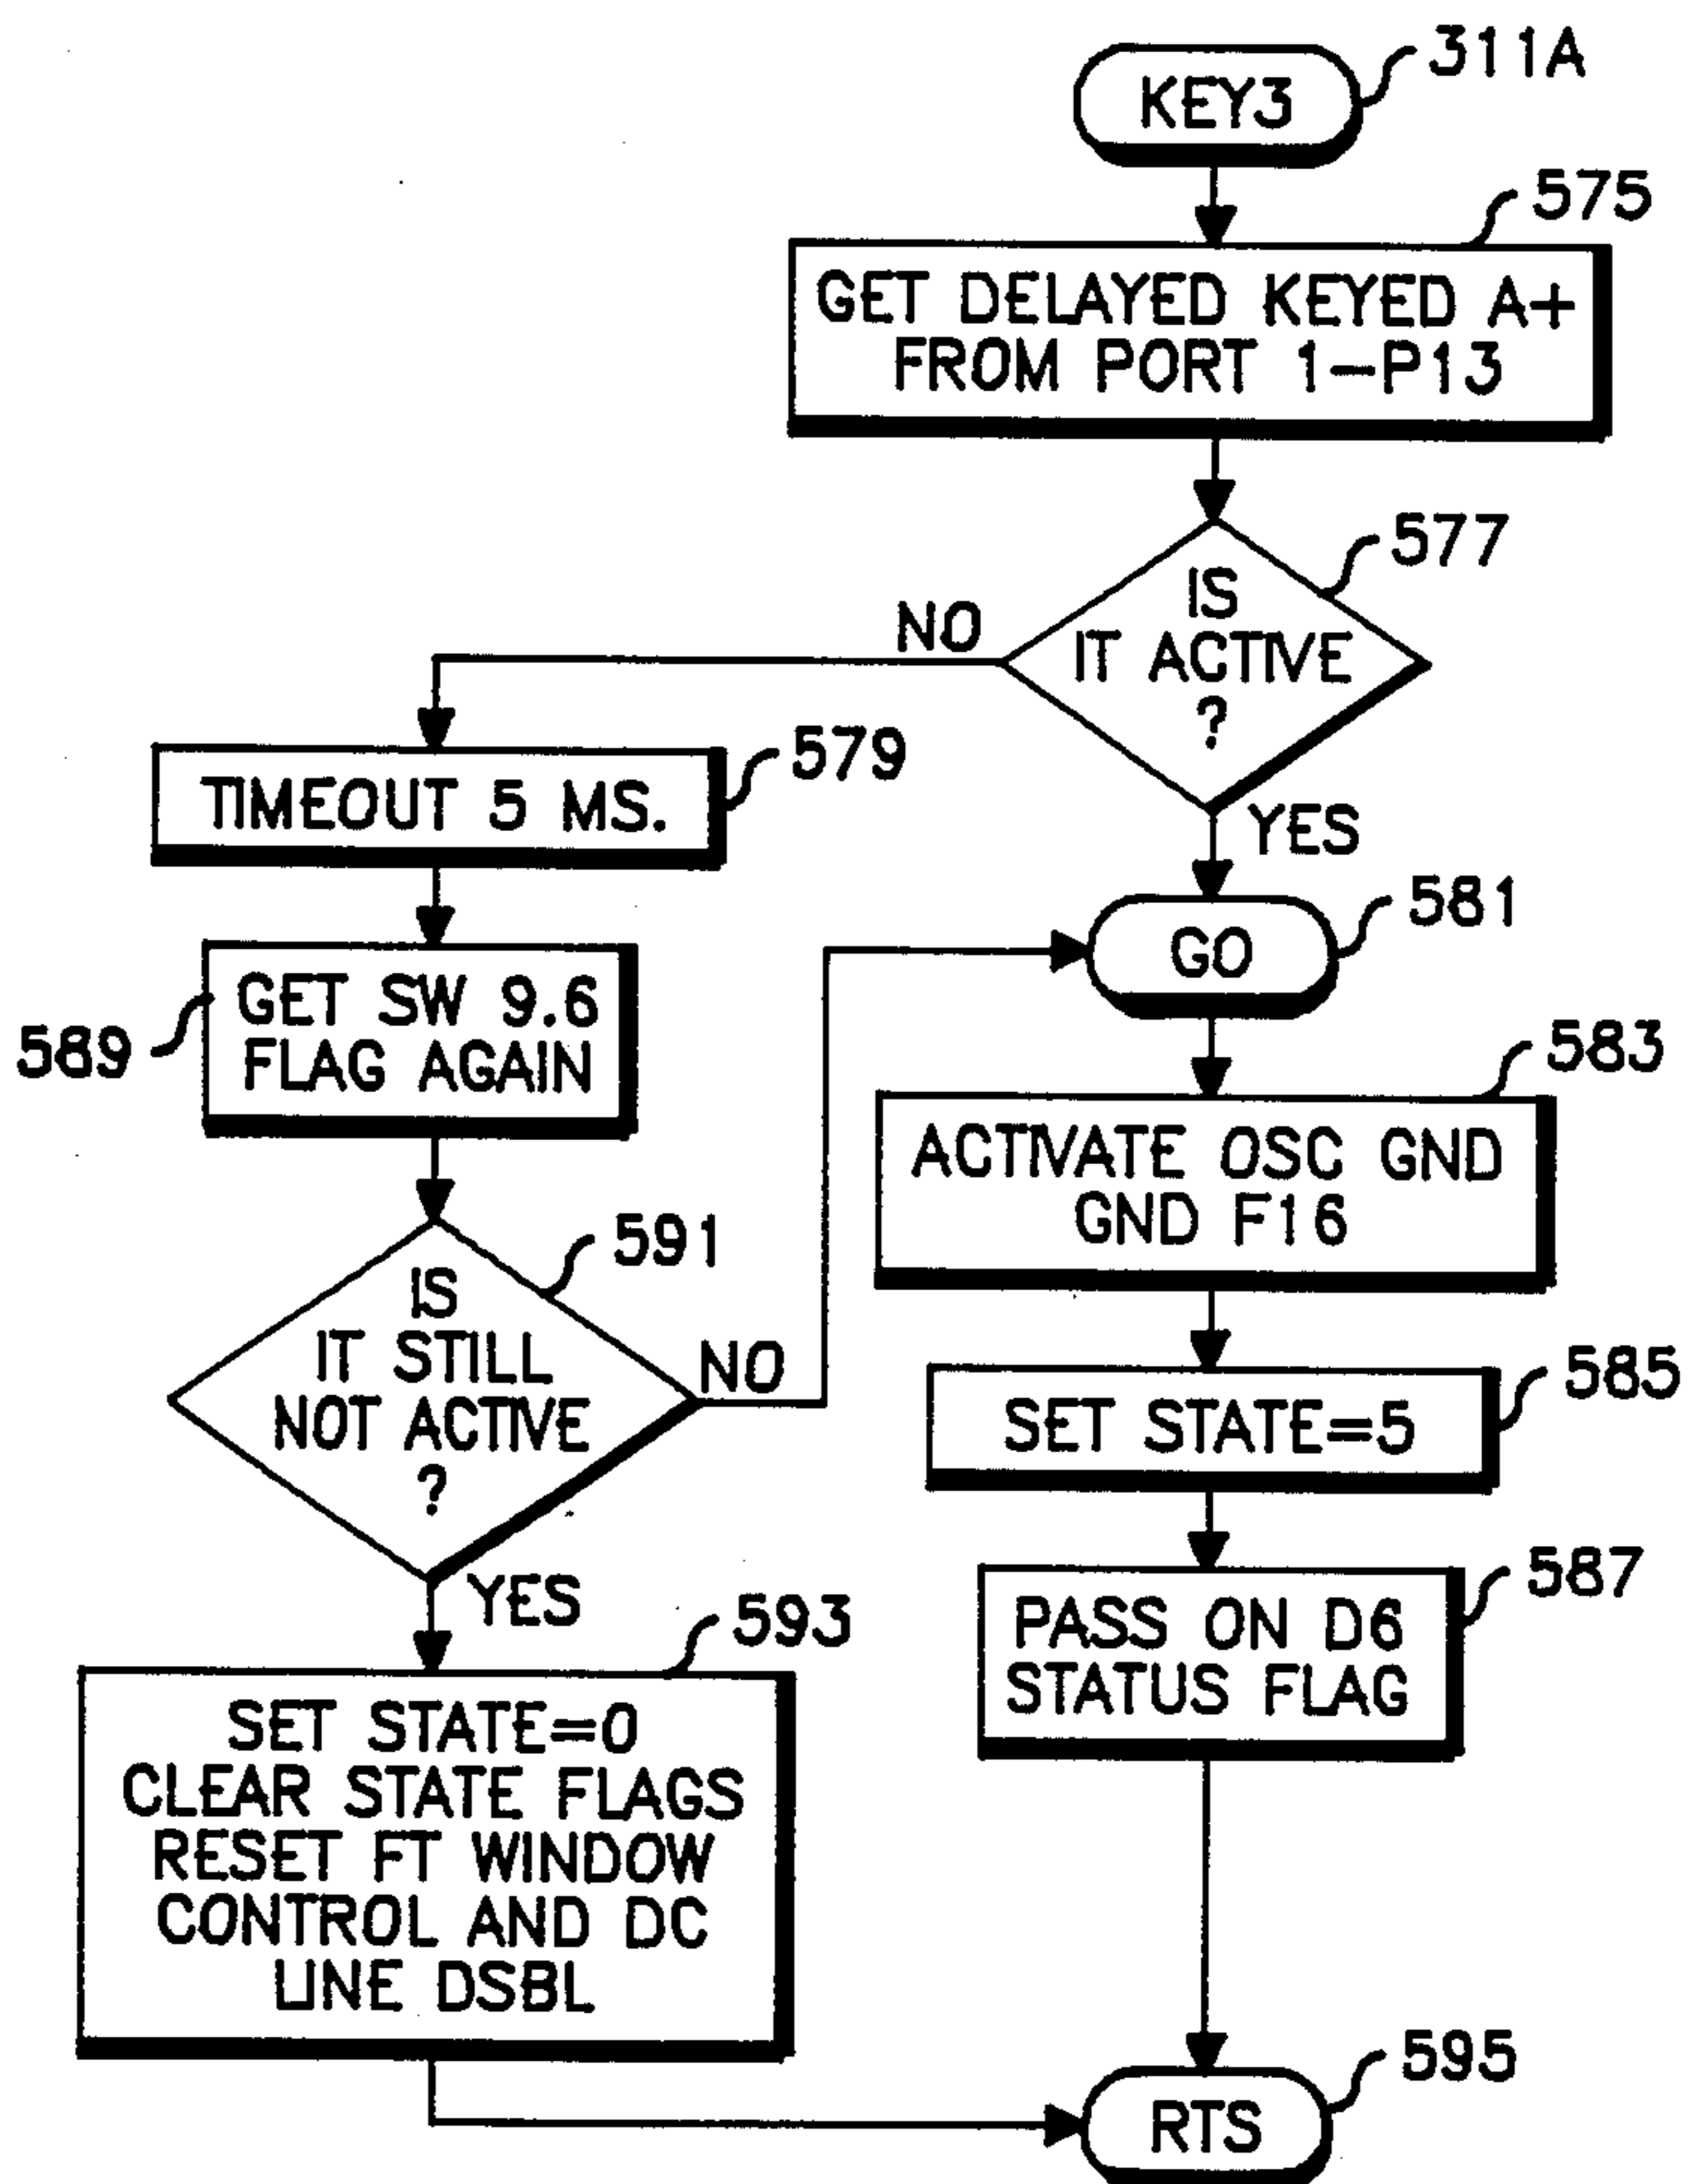 311A
KEY3
575
GET DELAYED KEYED A+
FROM PORT 1-P13
577
IS
IT ACTIVE
?
NO
YES
579
TIMEOUT 5 MS.
581
GO
589
GET SW 9.6
FLAG AGAIN
583
ACTIVATE OSC GND
GND F16
591
IS
IT STILL
NOT ACTIVE
?
NO
YES
585
SET STATE=5
587
PASS ON D6
STATUS FLAG
593
SET STATE=0
CLEAR STATE FLAGS
RESET FT WINDOW
CONTROL AND DC
LINE DSBL
595
RTS